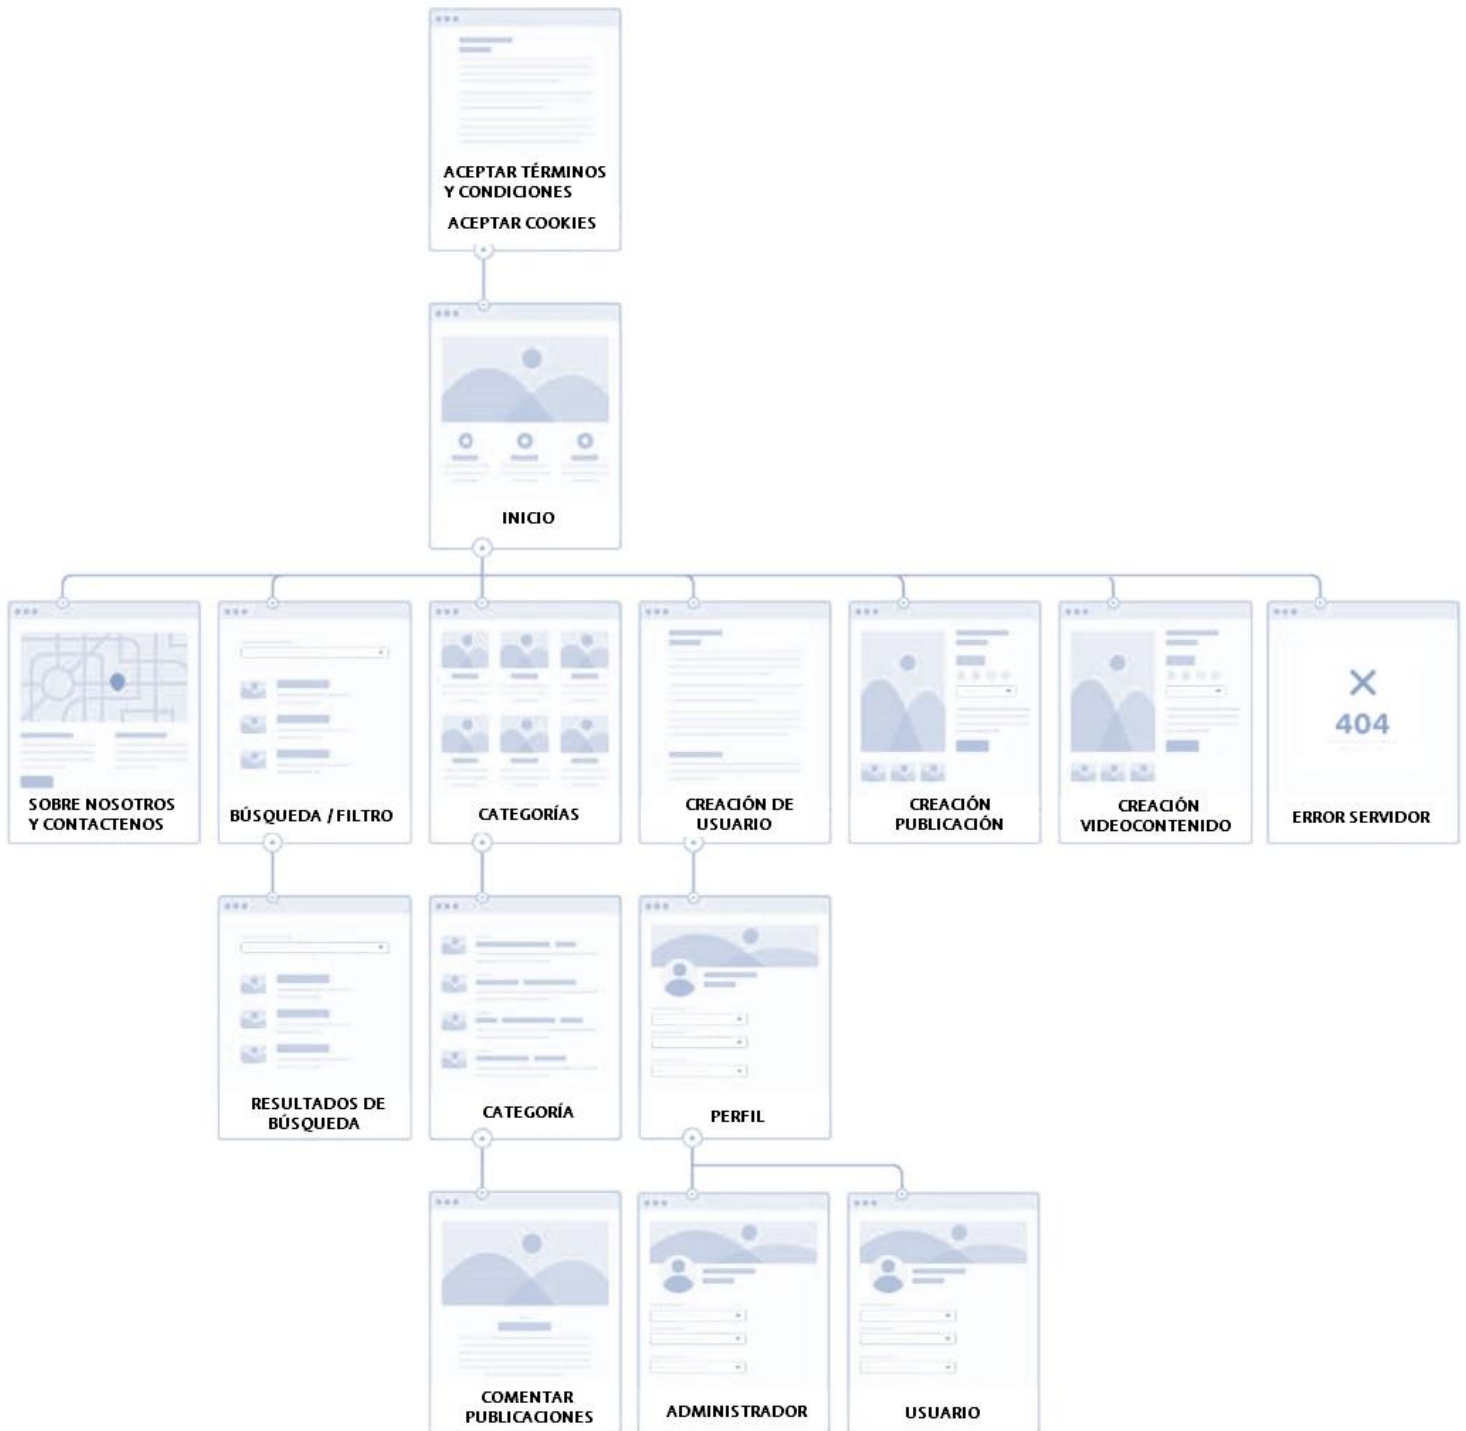 ACEPTAR TÉRMINOS
Y CONDICIONES
ACEPTAR COOKIES
INICIO
SOBRE NOSOTROS
Y CONTACTENOS
BÚSQUEDA / FILTRO
CATEGORÍAS
CREACIÓN DE
USUARIO
CREACIÓN
PUBLICACIÓN
CREACIÓN
VIDEOCONTENIDO
404
ERROR SERVIDOR
RESULTADOS DE
BÚSQUEDA
CATEGORÍA
PERFIL
COMENTAR
PUBLICACIONES
ADMINISTRADOR
USUARIO